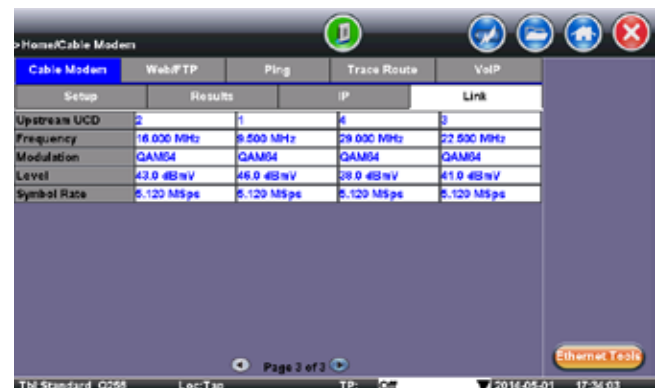 >Home/Cable Modem
Cable Modem Web/FTP Ping Trace Route VoIP
Setup Results IP Link
Upstream UCD 2 1 4 3
Frequency 16.000 MHz 9.500 MHz 29.000 MHz 22.500 MHz
Modulation QAM64 QAM64 QAM64 QAM64
Level 43.0 dBmV 46.0 dBmV 38.0 dBmV 41.0 dBmV
Symbol Rate 5.120 MSps 5.120 MSps 5.120 MSps 5.120 MSps
Ethernet Tools
Page 3 of 3
Tbl Standard_Q256 Loc:Tap TP: Off 2014-05-01 17:34:03